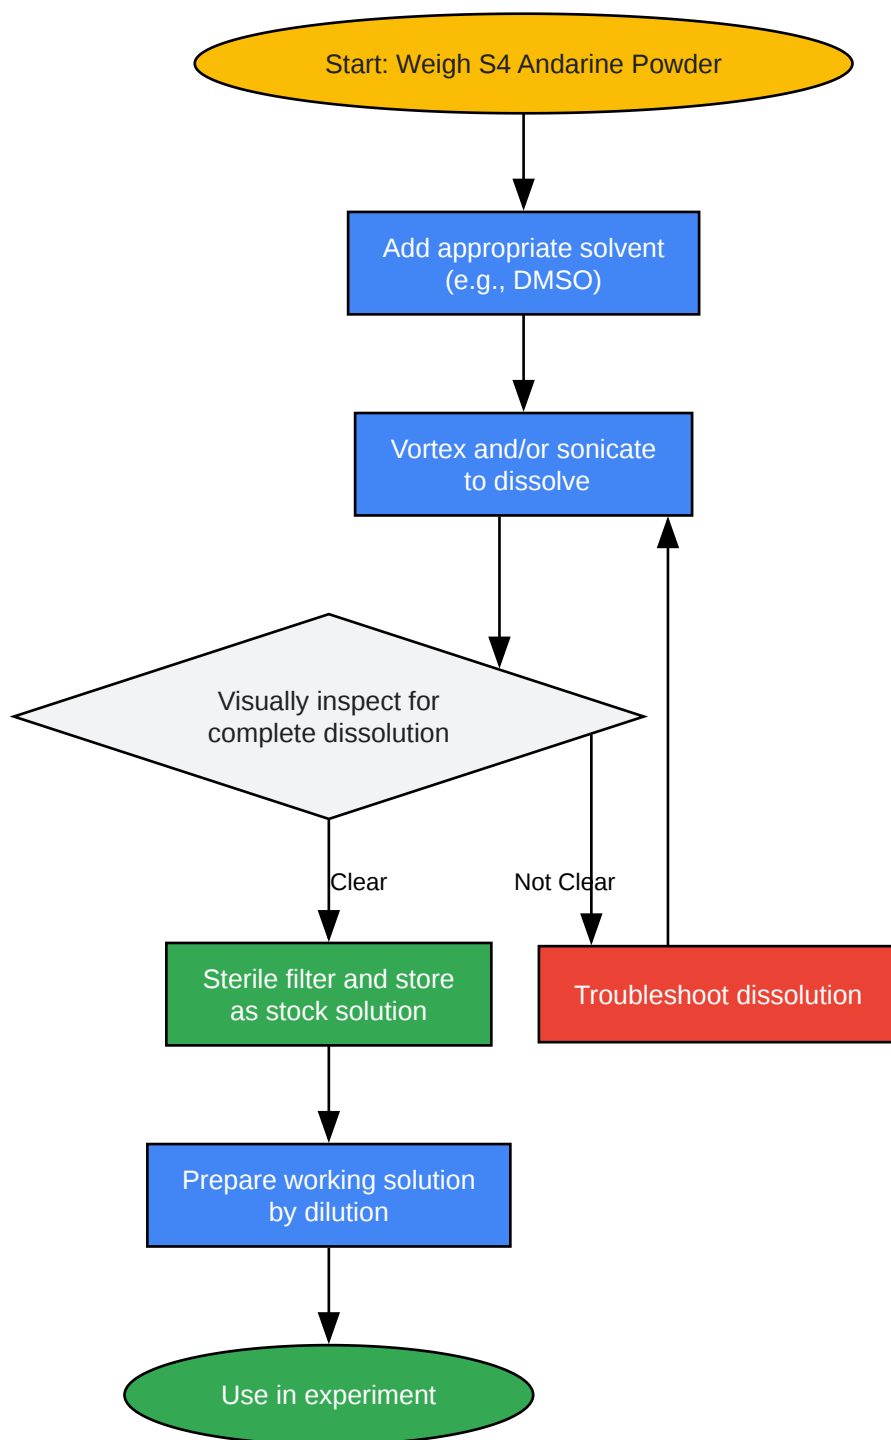 Start: Weigh S4 Andarine Powder
Add appropriate solvent
(e.g., DMSO)
Vortex and/or sonicate
to dissolve
Visually inspect for
complete dissolution
Clear
Not Clear
Sterile filter and store
as stock solution
Troubleshoot dissolution
Prepare working solution
by dilution
Use in experiment